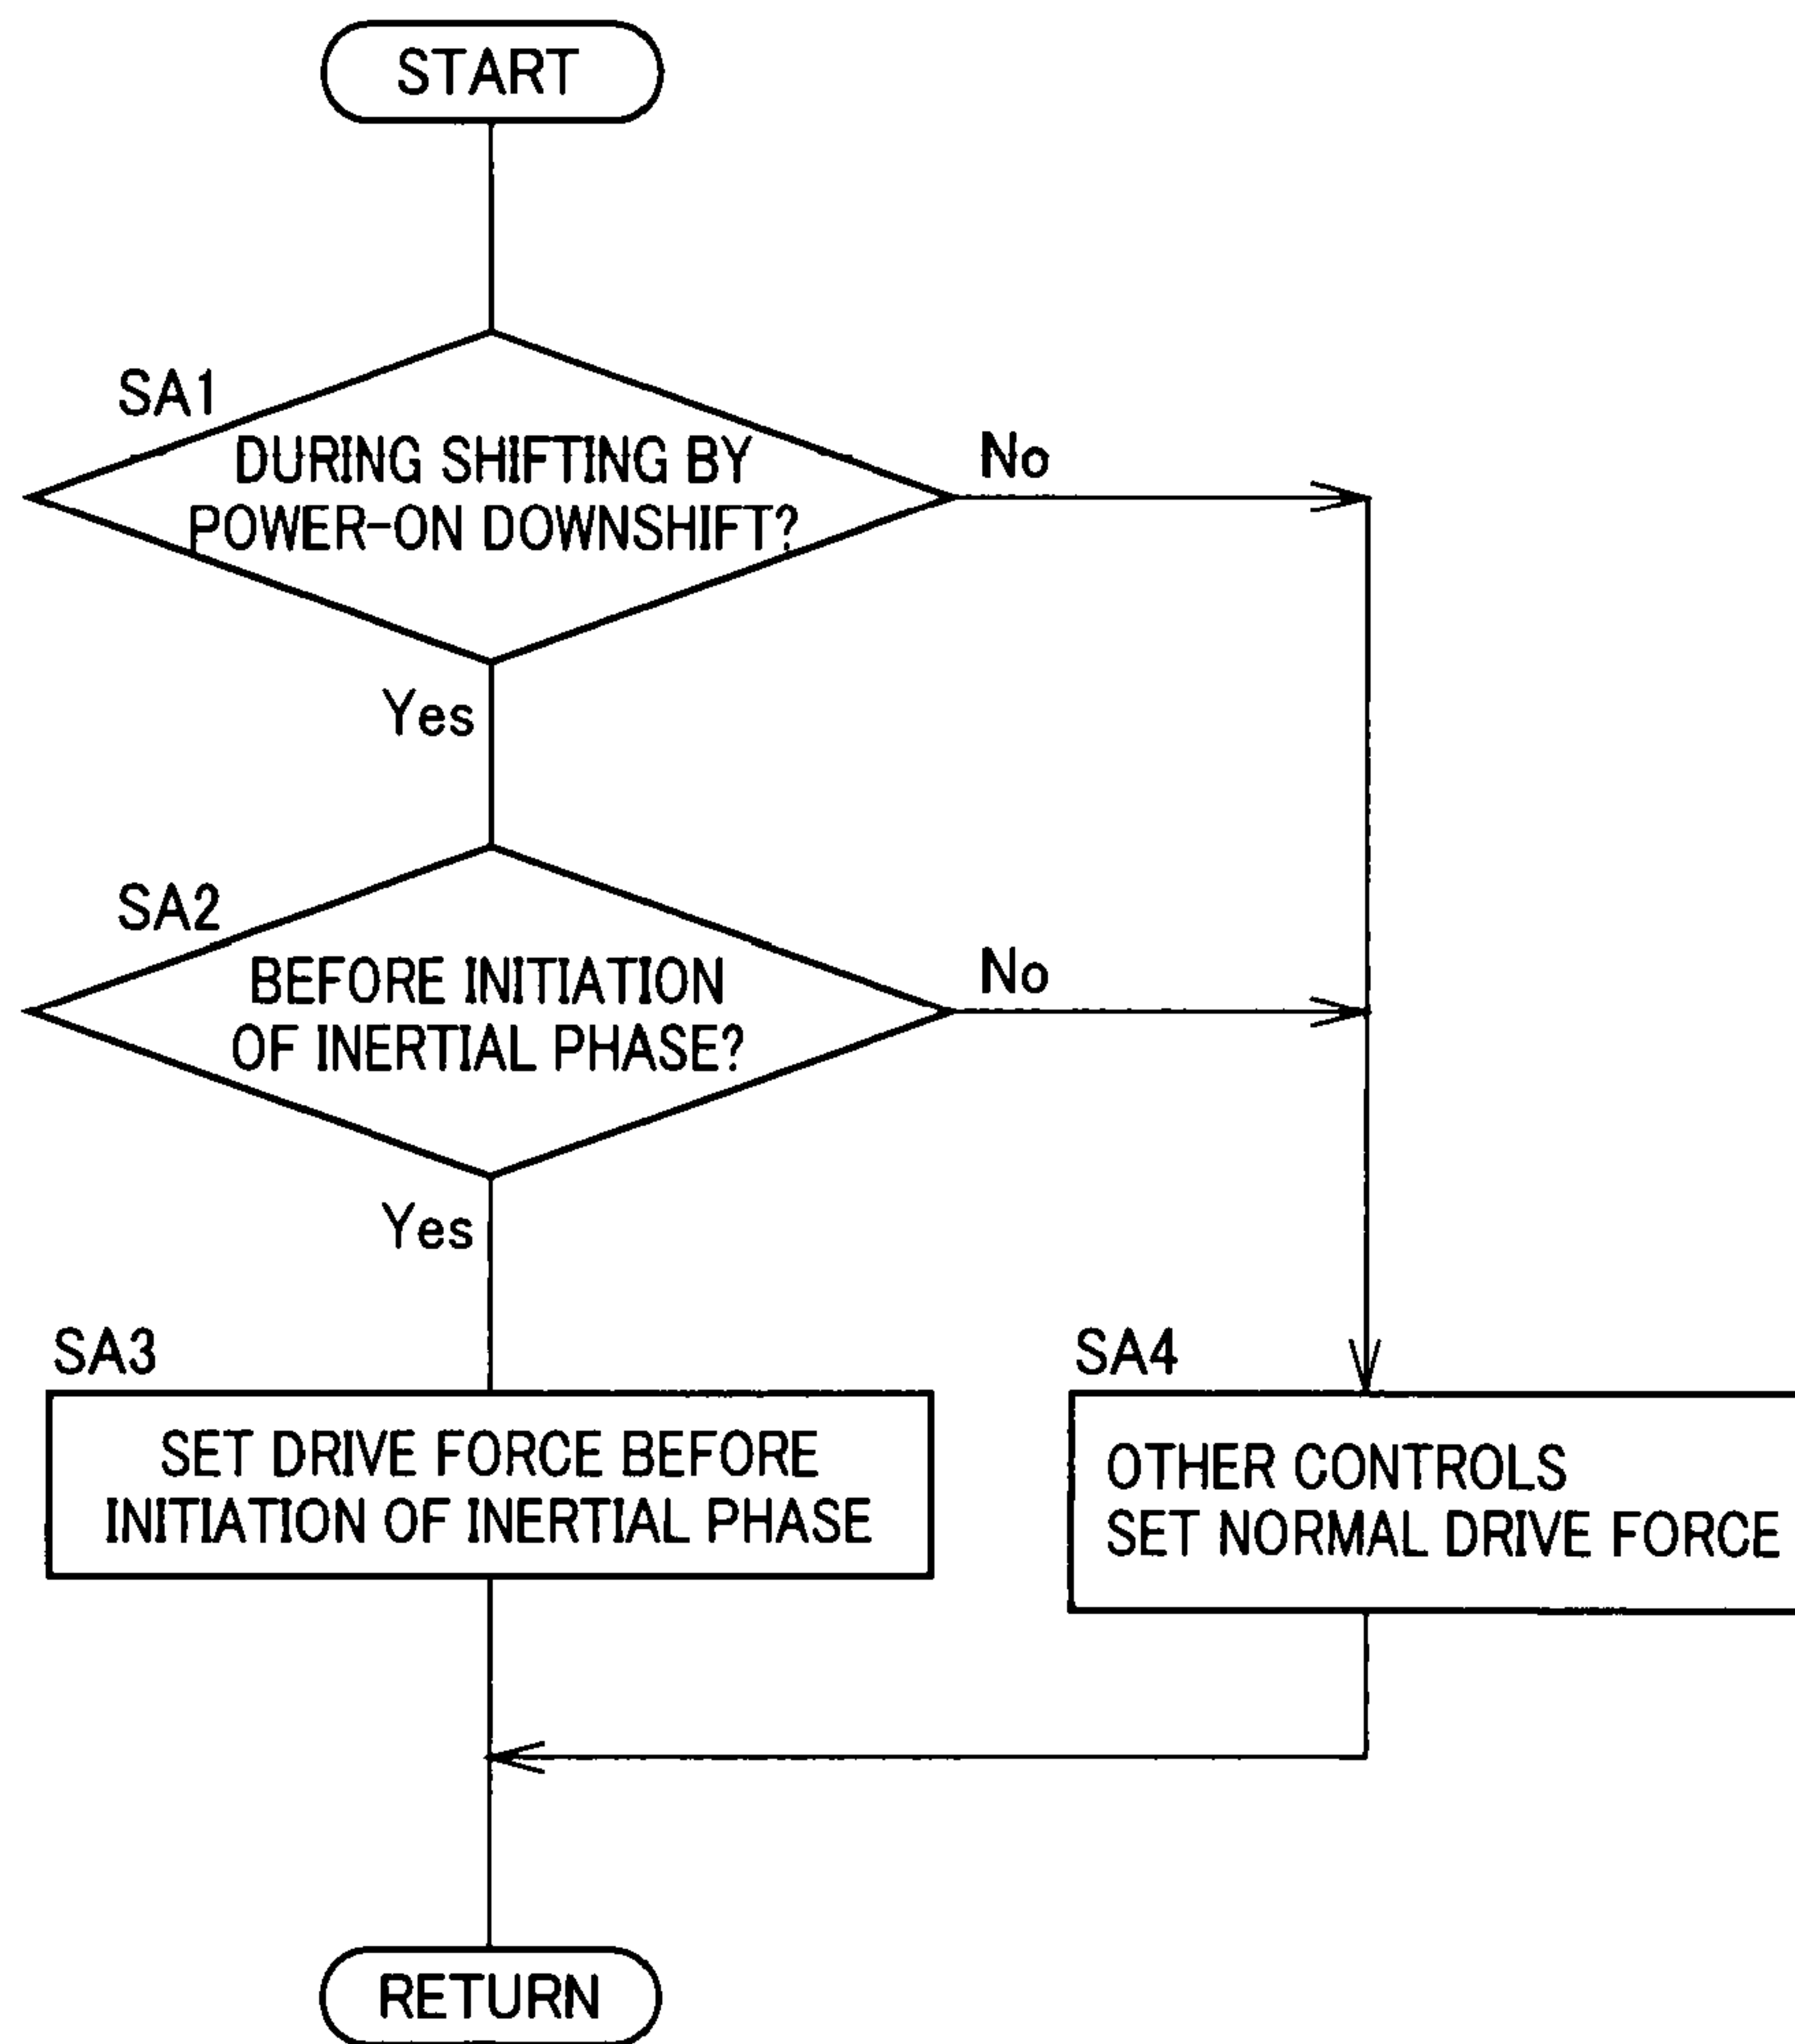 START
SA1
DURING SHIFTING BY
POWER-ON DOWNSHIFT?
No
Yes
SA2
BEFORE INITIATION
OF INERTIAL PHASE?
No
Yes
SA3
SET DRIVE FORCE BEFORE
INITIATION OF INERTIAL PHASE
SA4
OTHER CONTROLS
SET NORMAL DRIVE FORCE
RETURN